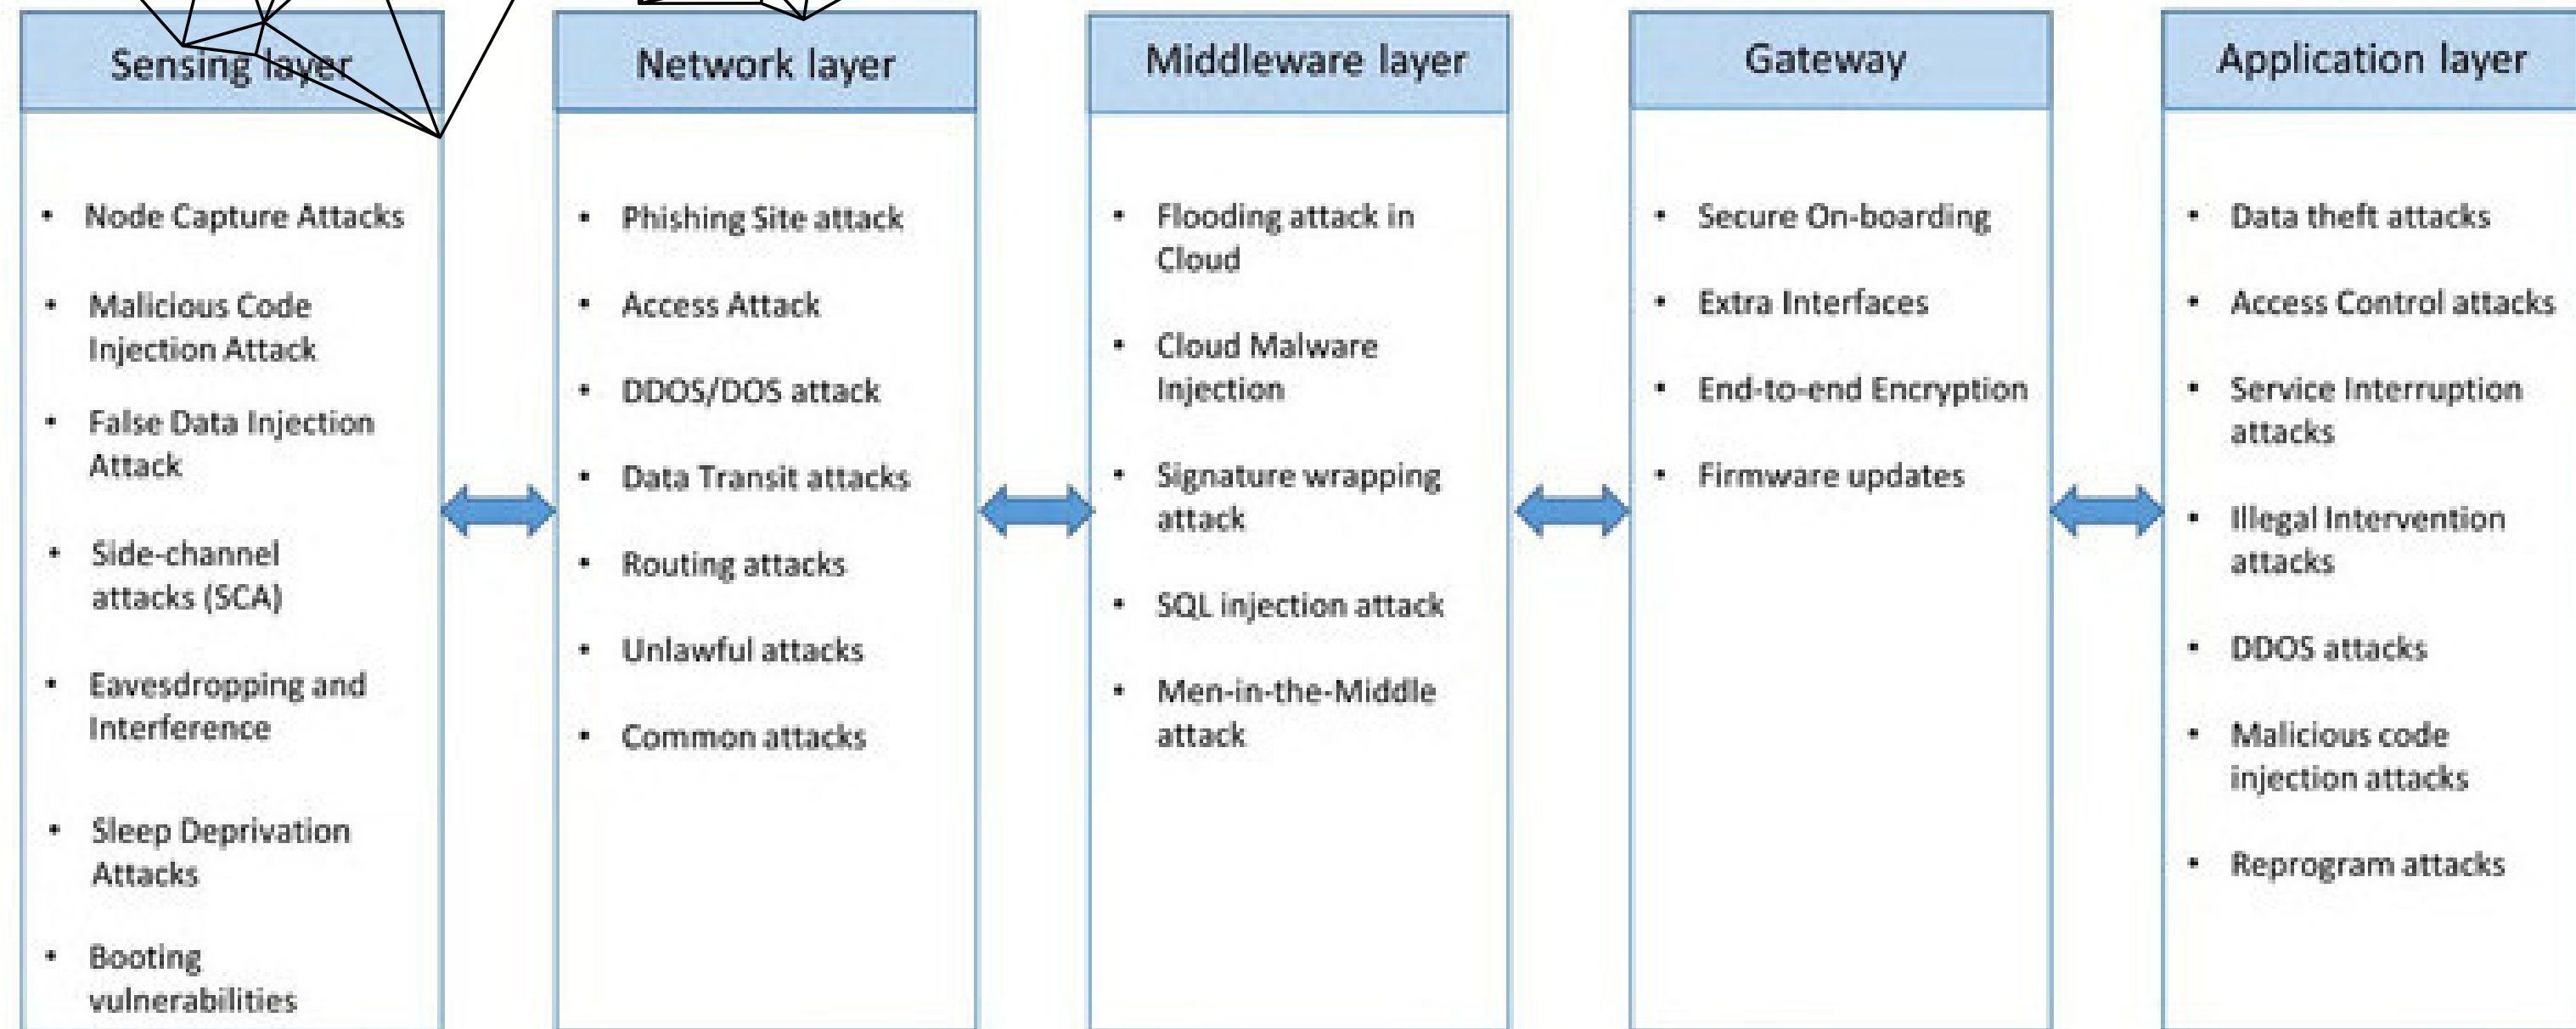 Sensing layer
• Node Capture Attacks
• Malicious Code
Injection Attack
• False Data Injection
Attack
• Side-channel
attacks (SCA)
• Eavesdropping and
Interference
• Sleep Deprivation
Attacks
• Booting
vulnerabilities
Network layer
• Phishing Site attack
• Access Attack
• DDOS/DOS attack
• Data Transit attacks
• Routing attacks
• Unlawful attacks
• Common attacks
Middleware layer
• Flooding attack in
Cloud
• Cloud Malware
Injection
• Signature wrapping
attack
• SQL injection attack
• Men-in-the-Middle
attack
Gateway
• Secure On-boarding
• Extra Interfaces
• End-to-end Encryption
• Firmware updates
Application layer
• Data theft attacks
• Access Control attacks
• Service Interruption
attacks
• Illegal Intervention
attacks
• DDOS attacks
• Malicious code
injection attacks
• Reprogram attacks